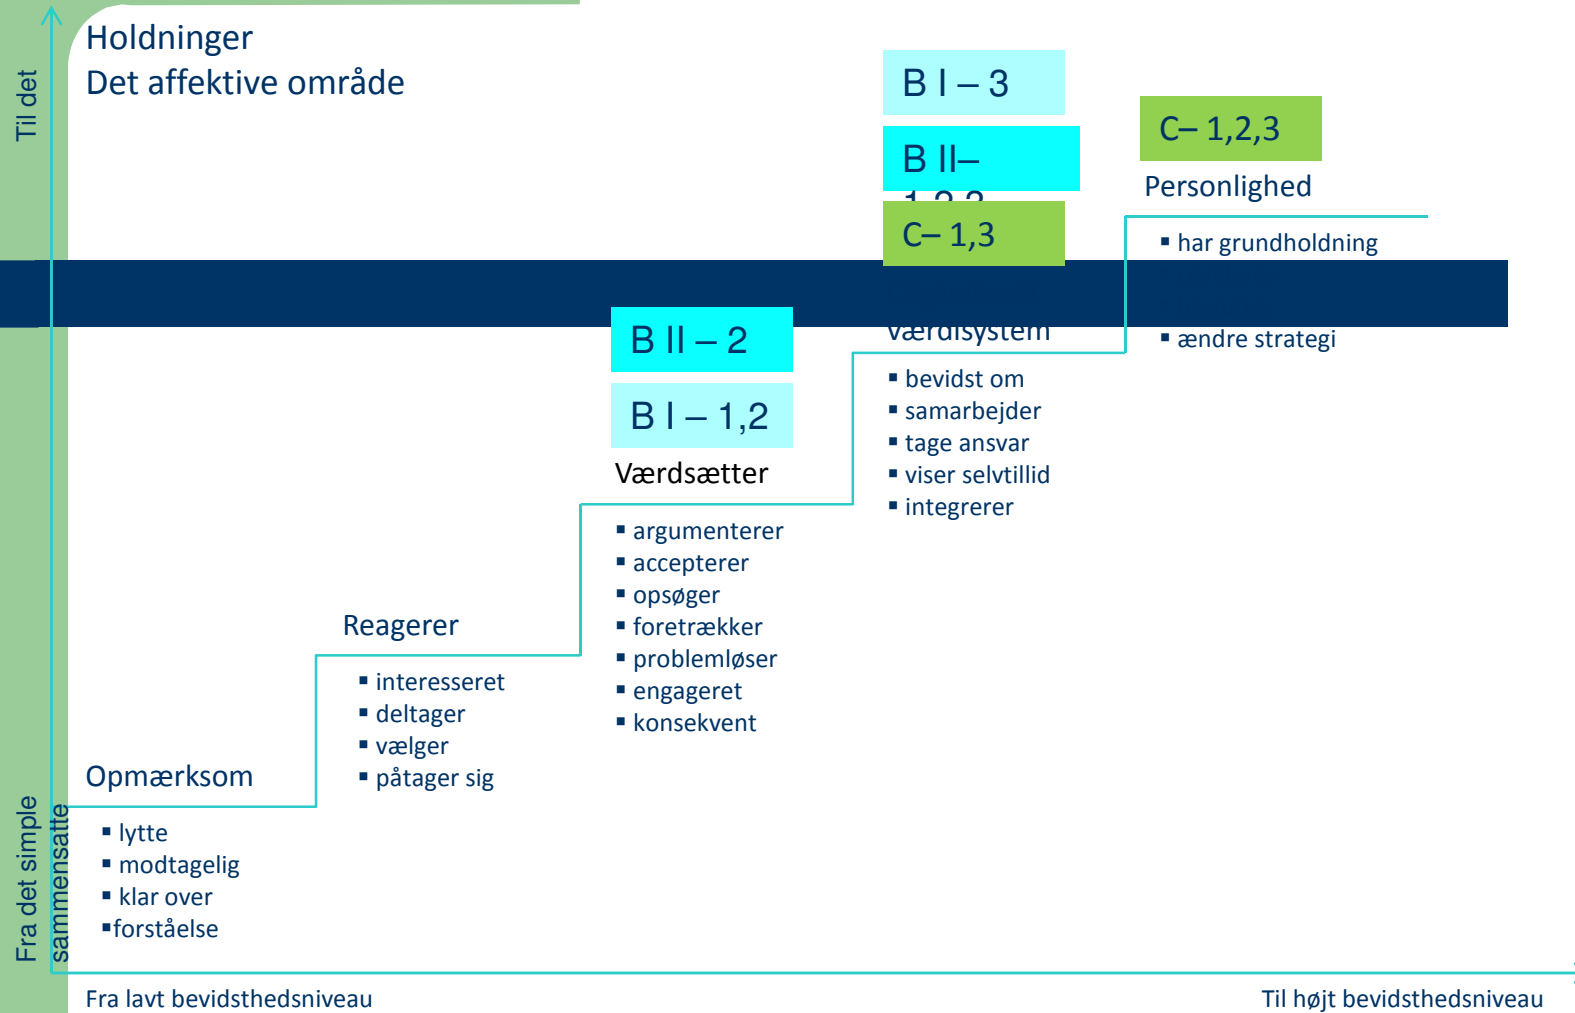 Holdninger
Det affektive område
Til det
B I – 3
B II–
C– 1,3
C– 1,2,3
Personlighed
▪ har grundholdning
▪ ændre strategi
værdisystem
▪ bevidst om
▪ samarbejder
▪ tage ansvar
▪ viser selvtillid
▪ integrerer
B II – 2
B I – 1,2
Værdsætter
▪ argumenterer
▪ accepterer
▪ opsøger
▪ foretrækker
▪ problemløser
▪ engageret
▪ konsekvent
Reagerer
▪ interesseret
▪ deltager
▪ vælger
▪ påtager sig
Opmærksom
▪ lytte
▪ modtagelig
▪ klar over
▪forståelse
Fra det simple
sammensatte
Fra lavt bevidsthedsniveau
Til højt bevidsthedsniveau